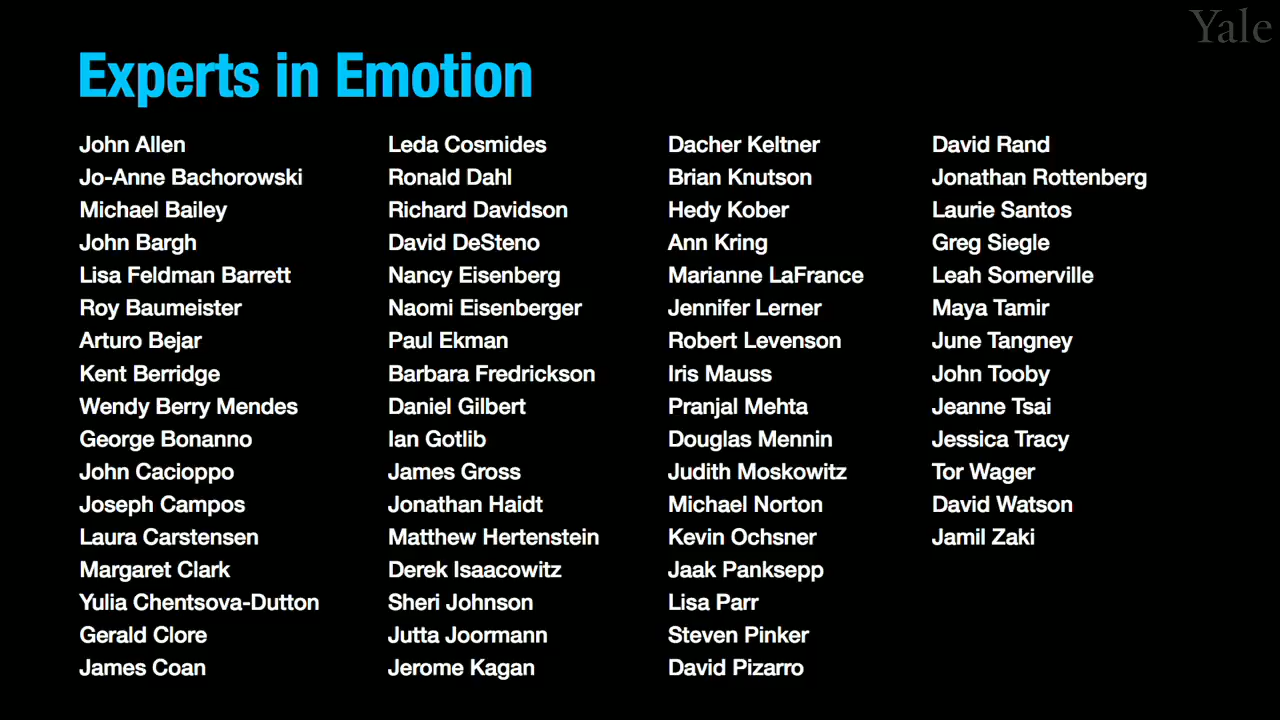 Yale
Experts in Emotion
John Allen
Jo-Anne Bachorowski
Michael Bailey
John Bargh
Lisa Feldman Barrett
Roy Baumeister
Arturo Bejar
Kent Berridge
Wendy Berry Mendes
George Bonanno
John Cacioppo
Joseph Campos
Laura Carstensen
Margaret Clark
Yulia Chentsova-Dutton
Gerald Clore
James Coan
Leda Cosmides
Ronald Dahl
Richard Davidson
David DeSteno
Nancy Eisenberg
Naomi Eisenberger
Paul Ekman
Barbara Fredrickson
Daniel Gilbert
Ian Gotlib
James Gross
Jonathan Haidt
Matthew Hertenstein
Derek Isaacowitz
Sheri Johnson
Jutta Joormann
Jerome Kagan
Dacher Keltner
Brian Knutson
Hedy Kober
Ann Kring
Marianne LaFrance
Jennifer Lerner
Robert Levenson
Iris Mauss
Pranjal Mehta
Douglas Mennin
Judith Moskowitz
Michael Norton
Kevin Ochsner
Jaak Panksepp
Lisa Parr
Steven Pinker
David Pizarro
David Rand
Jonathan Rottenberg
Laurie Santos
Greg Siegle
Leah Somerville
Maya Tamir
June Tangney
John Tooby
Jeanne Tsai
Jessica Tracy
Tor Wager
David Watson
Jamil Zaki